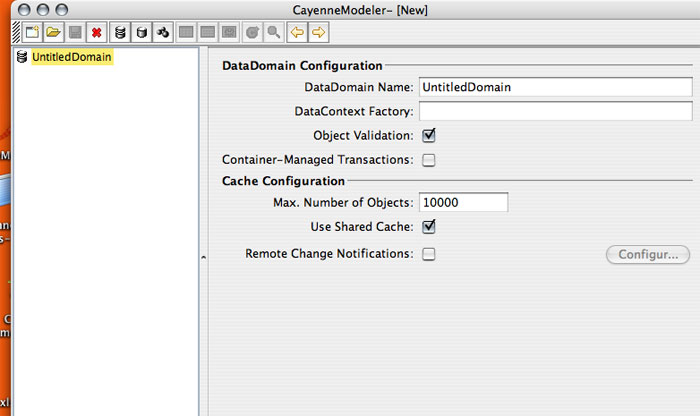 CayenneModeler- [New]
UntitledDomain
DataDomain Configuration
DataDomain Name: UntitledDomain
DataContext Factory:
Object Validation:
Container-Managed Transactions:
Cache Configuration
Max. Number of Objects: 10000
Use Shared Cache:
Remote Change Notifications: Configur...